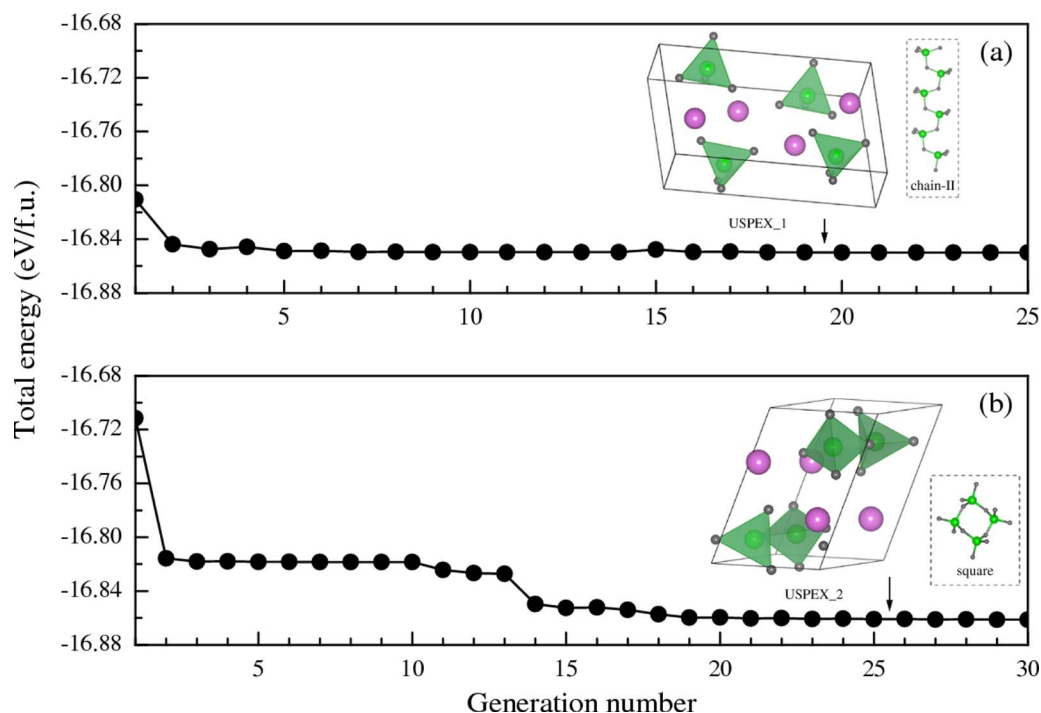 Total energy (eV/f.u.)
-16.68
-16.72
-16.76
-16.80
-16.84
-16.88
(a)
chain-II
USPEX_1
5
10
15
20
25
-16.68
-16.72
-16.76
-16.80
-16.84
-16.88
(b)
square
USPEX_2
5
10
15
20
25
30
Generation number